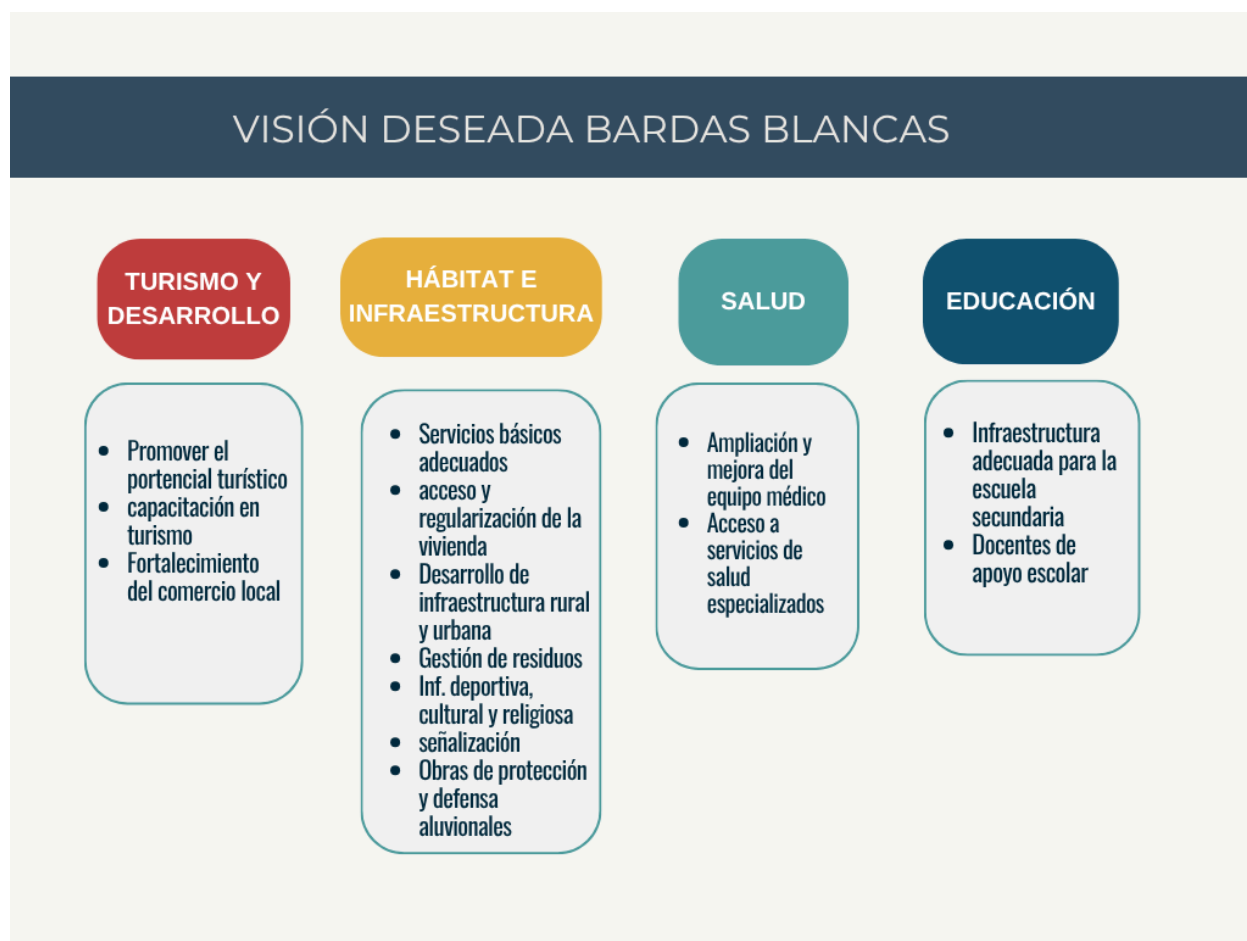 VISIÓN DESEADA BARDAS BLANCAS
TURISMO Y
DESARROLLO
• Promover el
portencial turístico
• capacitación en
turismo
• Fortalecimiento
del comercio local
HÁBITAT E
INFRAESTRUCTURA
• Servicios básicos
adecuados
• acceso y
regularización de la
vivienda
• Desarrollo de
infraestructura rural
y urbana
• Gestión de residuos
• Inf. deportiva,
cultural y religiosa
• señalización
• Obras de protección
y defensa
aluvionales
SALUD
• Ampliación y
mejora del
equipo médico
• Acceso a
servicios de
salud
especializados
EDUCACIÓN
• Infraestructura
adecuada para la
escuela
secundaria
• Docentes de
apoyo escolar